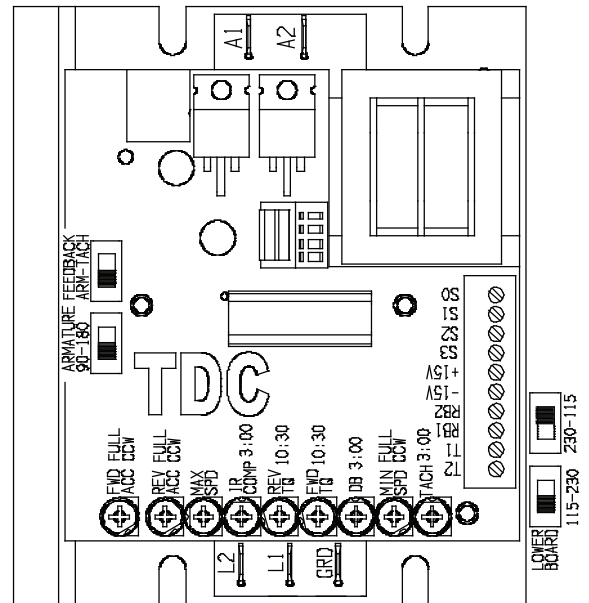 A1
A2
ARMATURE FEEDBACK
ARM-TACH
90-180
TDC
S0
S1
S2
S3
+15V
-15V
RB2
RB1
T1
T2
230-115
115-230
LOWER
BOARD
FWD FULL
ACC CCW
REV FULL
ACC CCW
MAX
SPD
IR
COMP 3:00
REV 10:30
TQ
FWD 10:30
TQ
DB 3:00
MIN FULL
SPD CCW
TACH 3:00
L2
L1
GRD